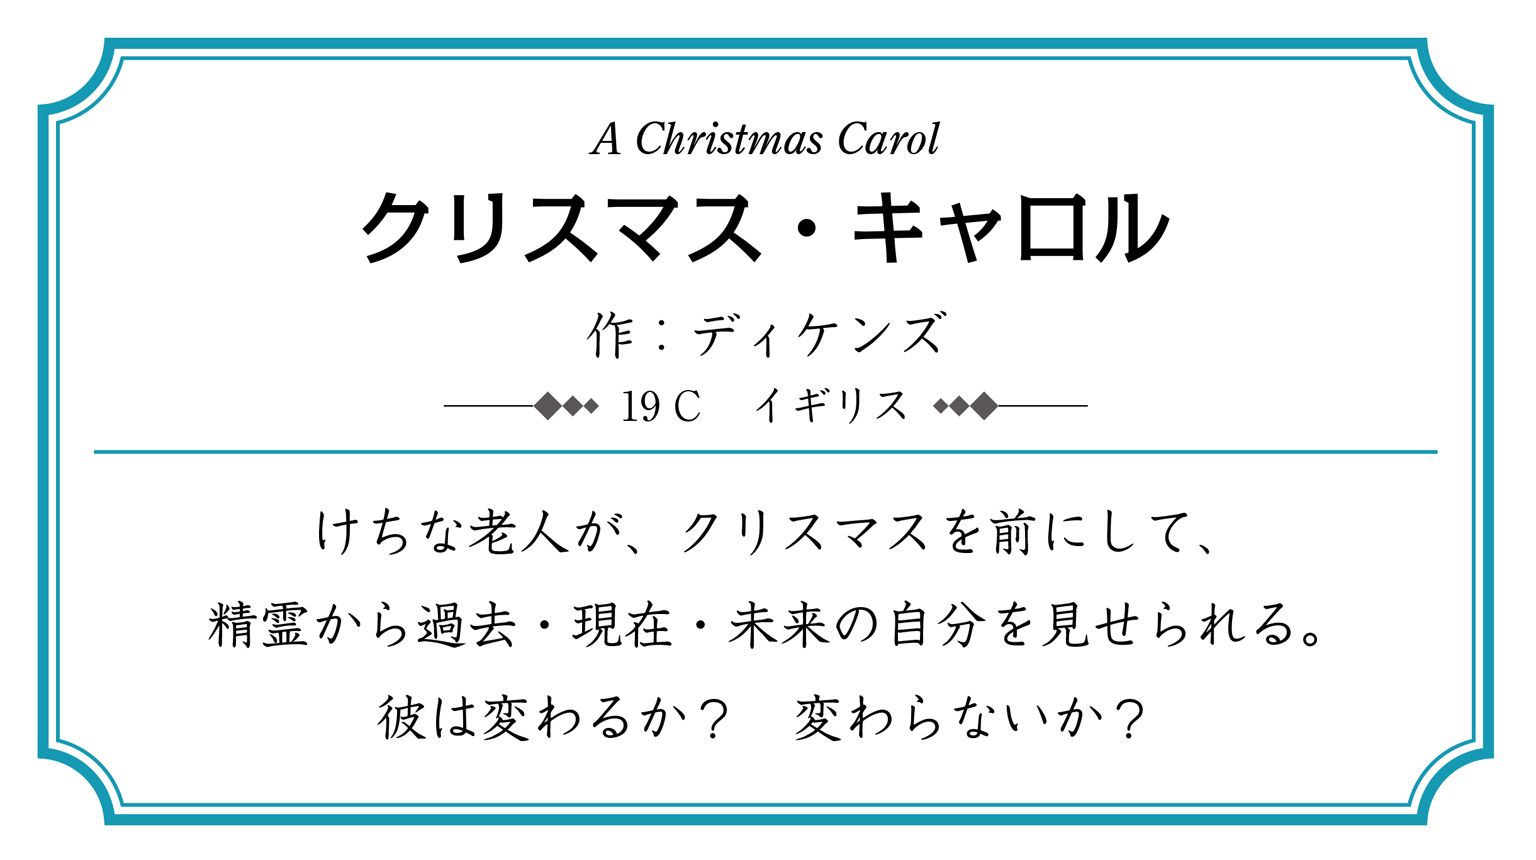 A Christmas Carol
クリスマス・キャロル
作：ディケンズ
19 C　イギリス
けちな老人が、クリスマスを前にして、
精霊から過去・現在・未来の自分を見せられる。
彼は変わるか？　変わらないか？